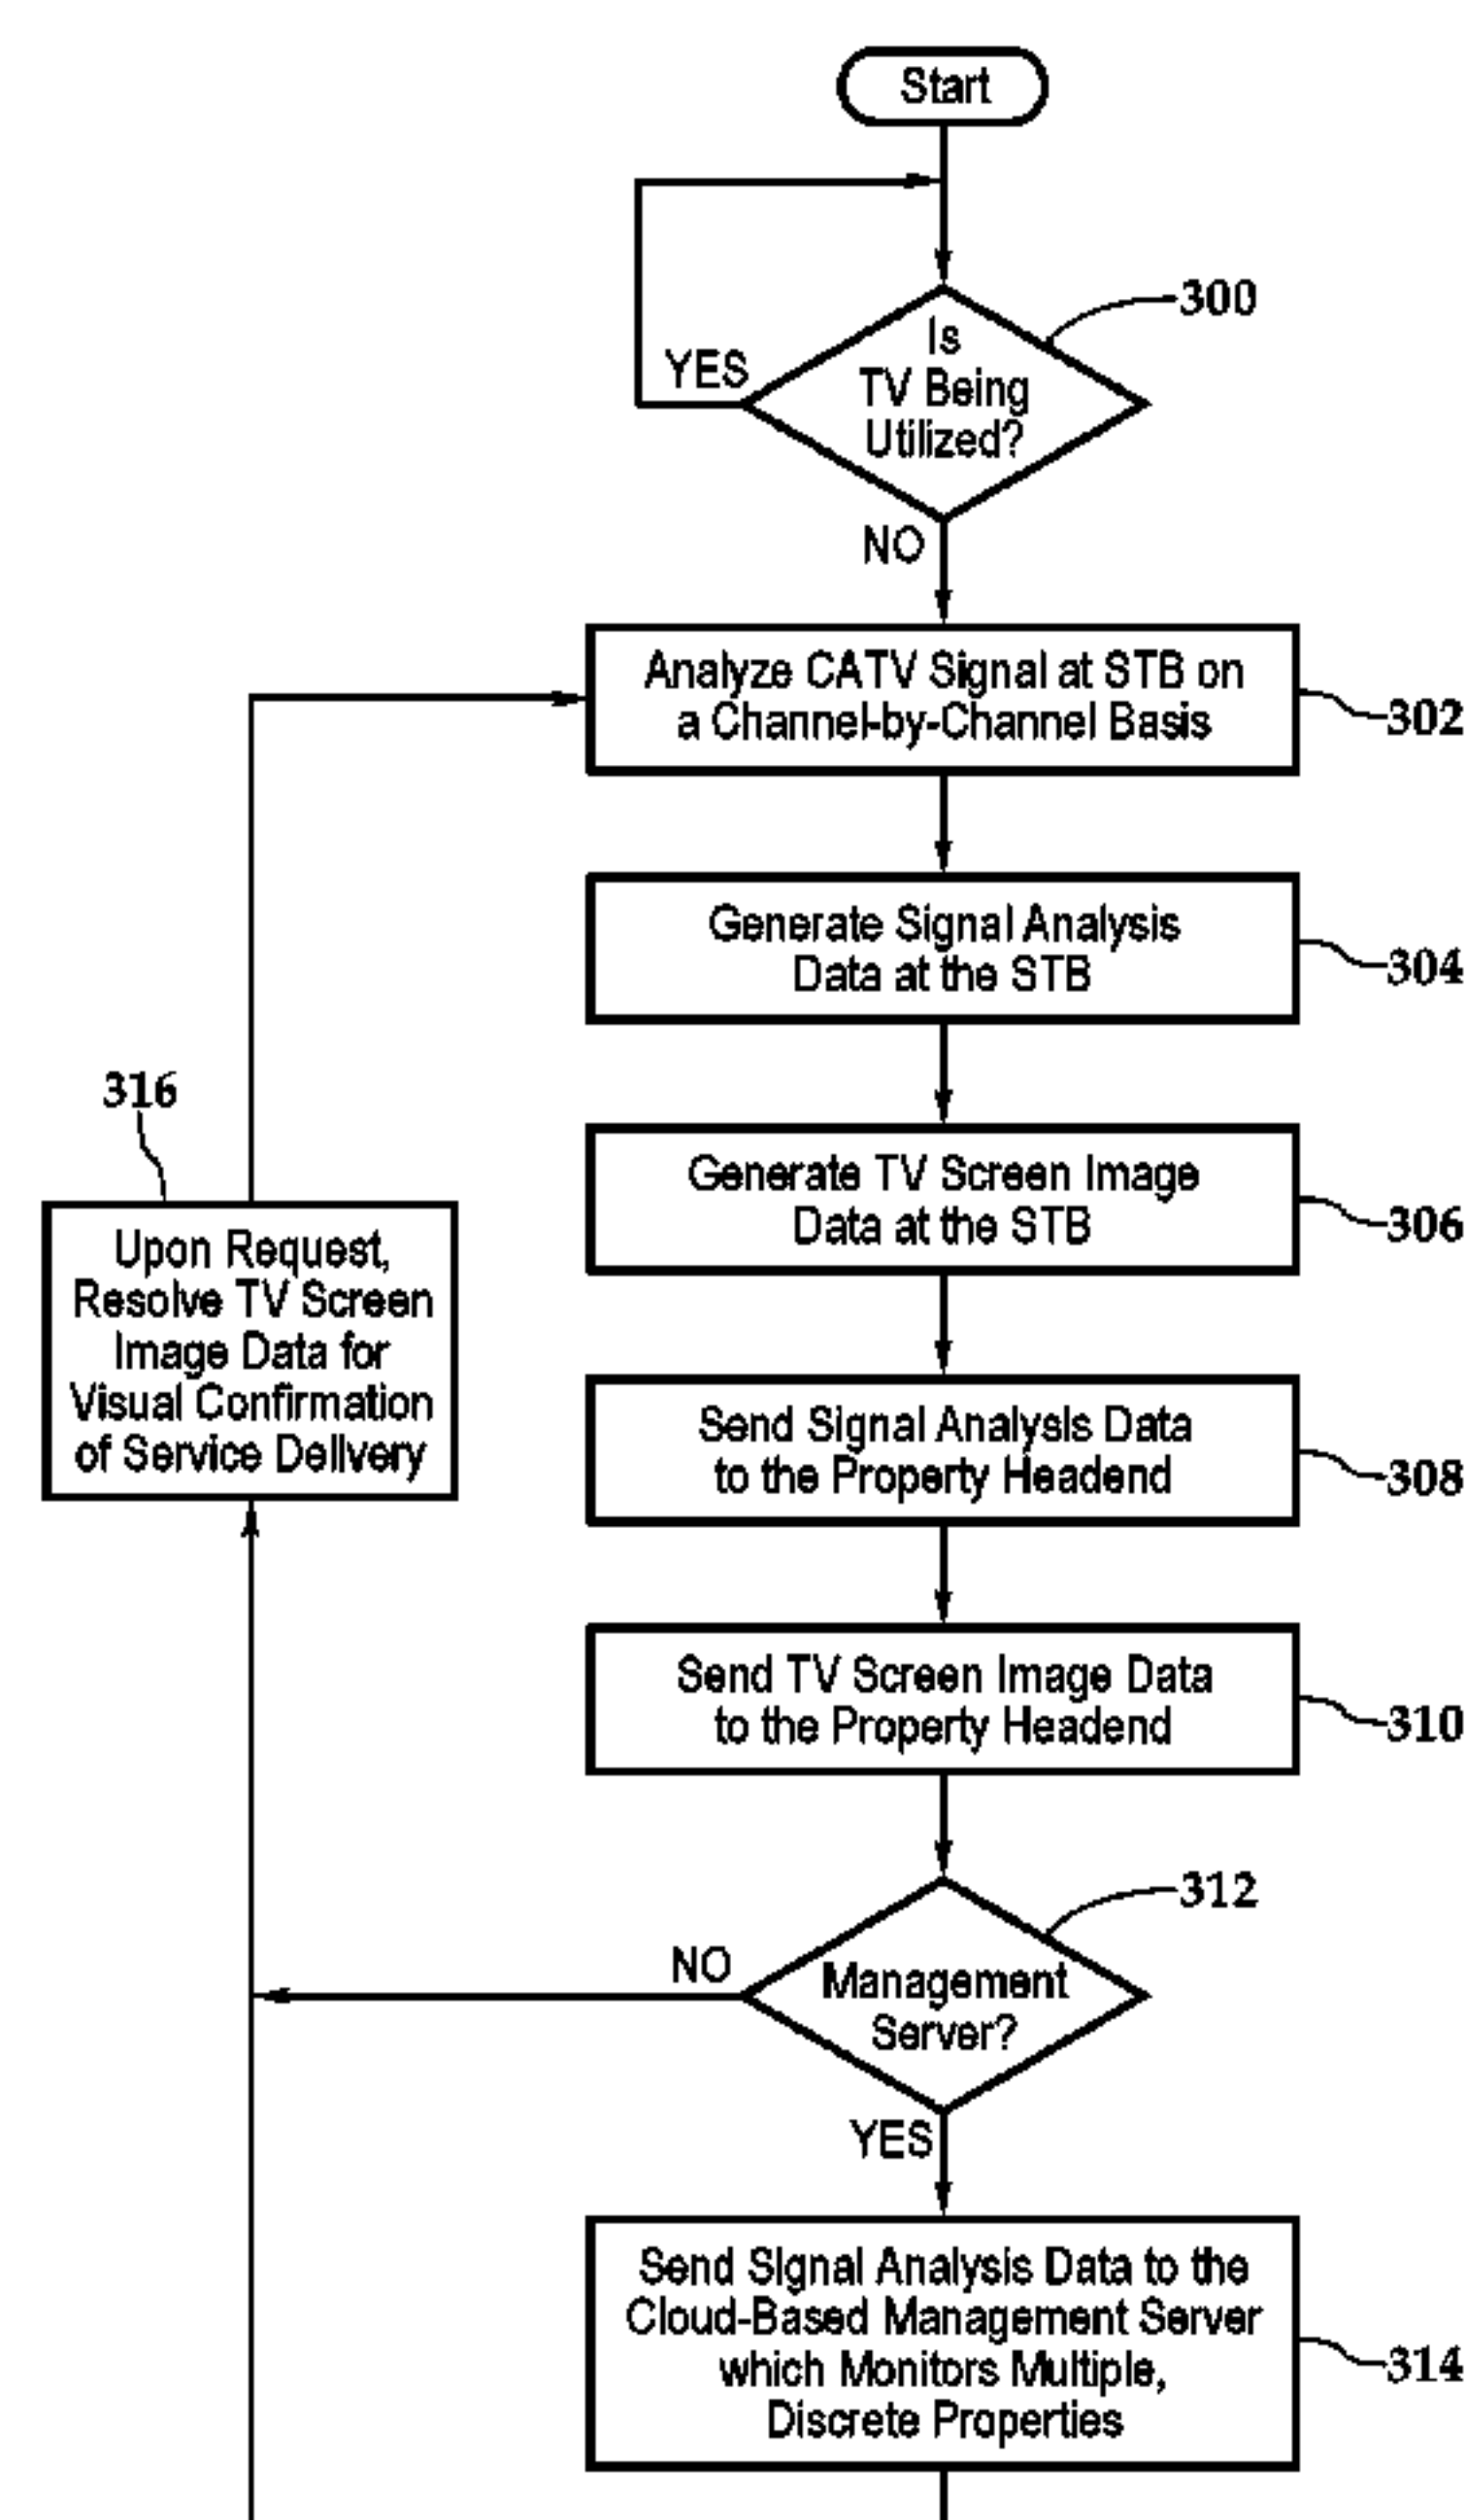 Start
300
Is
TV Being
Utilized?
YES
NO
Analyze CATV Signal at STB on
a Channel-by-Channel Basis
302
Generate Signal Analysis
Data at the STB
304
316
Generate TV Screen Image
Data at the STB
306
Upon Request,
Resolve TV Screen
Image Data for
Visual Confirmation
of Service Delivery
Send Signal Analysis Data
to the Property Headend
308
Send TV Screen Image Data
to the Property Headend
310
312
NO
Management
Server?
YES
Send Signal Analysis Data to the
Cloud-Based Management Server
which Monitors Multiple,
Discrete Properties
314